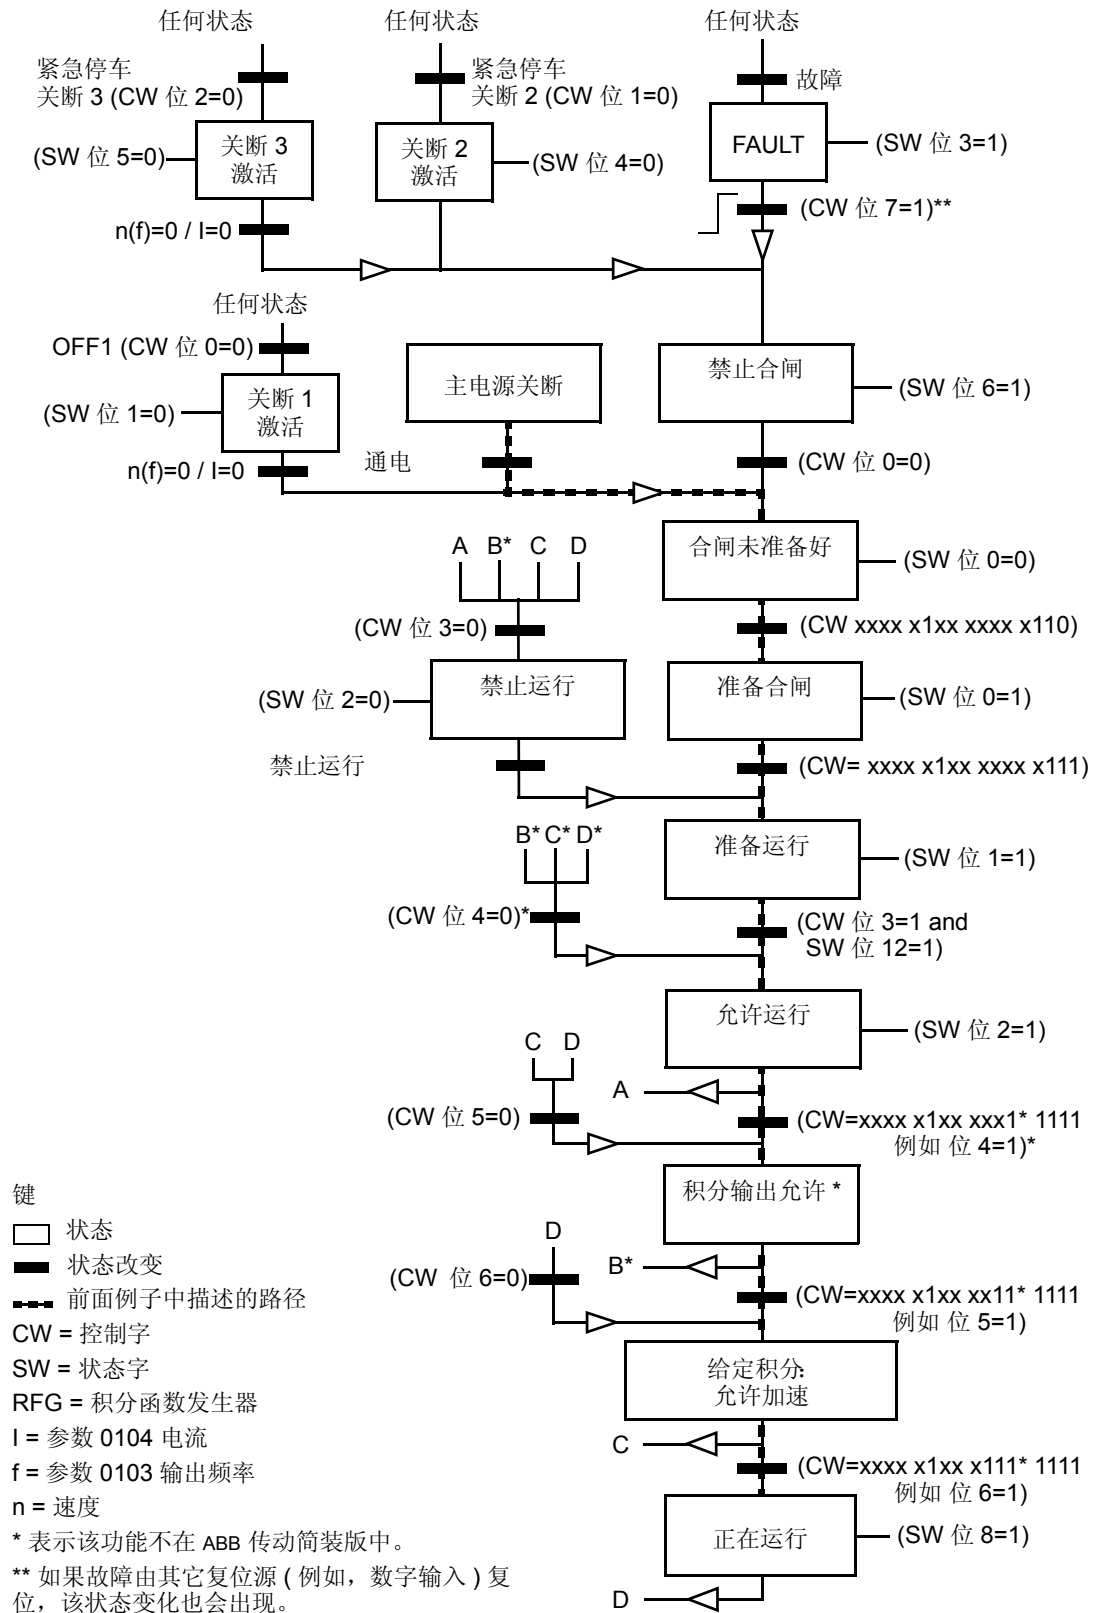 任何状态
任何状态
任何状态
紧急停车
关断 3 (CW 位 2=0)
紧急停车
关断 2 (CW 位 1=0)
故障
(SW 位 5=0)
关断 3
激活
关断 2
激活
(SW 位 4=0)
FAULT
(SW 位 3=1)
n(f)=0 / I=0
(CW 位 7=1)**
任何状态
OFF1 (CW 位 0=0)
(SW 位 1=0)
关断 1
激活
主电源关断
禁止合闸
(SW 位 6=1)
n(f)=0 / I=0
通电
(CW 位 0=0)
A B* C D
合闸未准备好
(SW 位 0=0)
(CW 位 3=0)
(CW xxxx x1xx xxxx x110)
(SW 位 2=0)
禁止运行
准备合闸
(SW 位 0=1)
禁止运行
(CW= xxxx x1xx xxxx x111)
B* C* D*
准备运行
(SW 位 1=1)
(CW 位 4=0)*
(CW 位 3=1 and
SW 位 12=1)
允许运行
(SW 位 2=1)
C D
A
(CW 位 5=0)
(CW=xxxx x1xx xxx1* 1111
例如 位 4=1)*
积分输出允许 *
D
B*
(CW 位 6=0)
(CW=xxxx x1xx xx11* 1111
例如 位 5=1)
给定积分:
允许加速
C
(CW=xxxx x1xx x111* 1111
例如 位 6=1)
正在运行
(SW 位 8=1)
D
键
状态
状态改变
前面例子中描述的路径
CW = 控制字
SW = 状态字
RFG = 积分函数发生器
I = 参数 0104 电流
f = 参数 0103 输出频率
n = 速度
* 表示该功能不在 ABB 传动简装版中。
** 如果故障由其它复位源 ( 例如，数字输入 ) 复
位，该状态变化也会出现。